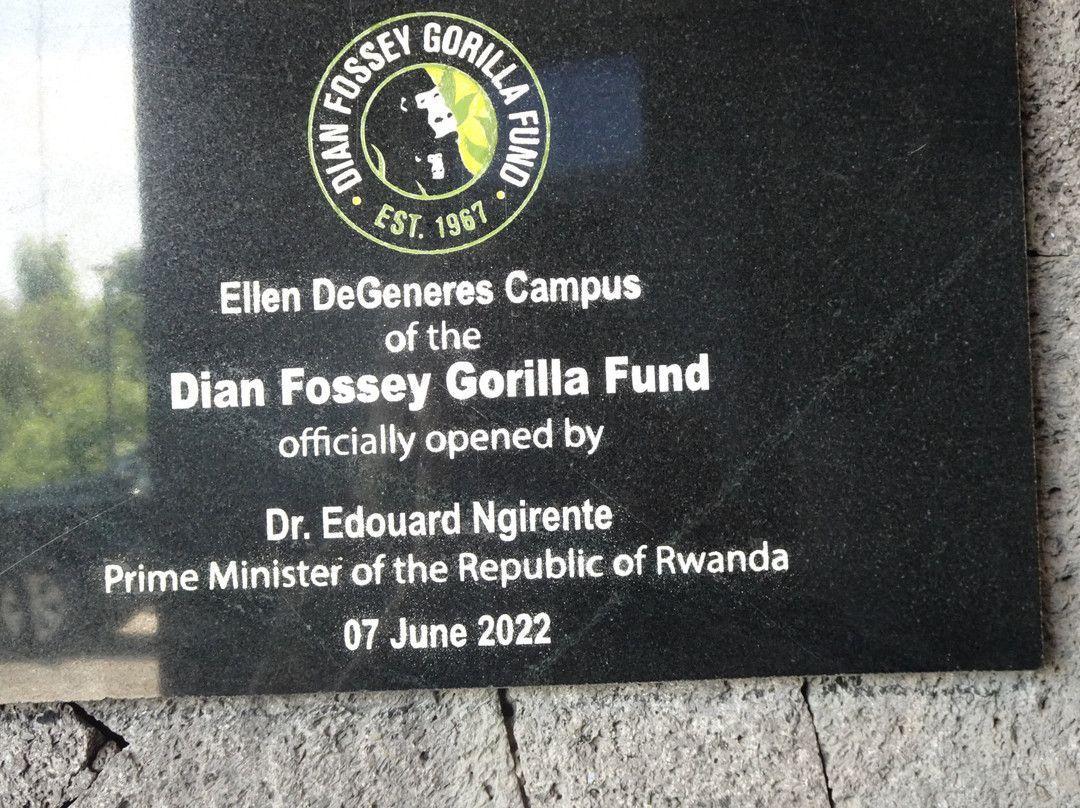 DIAN FOSSEY GORILLA FUND
EST. 1967
Ellen DeGeneres Campus
of the
Dian Fossey Gorilla Fund
officially opened by
Dr. Edouard Ngirente
Prime Minister of the Republic of Rwanda
07 June 2022